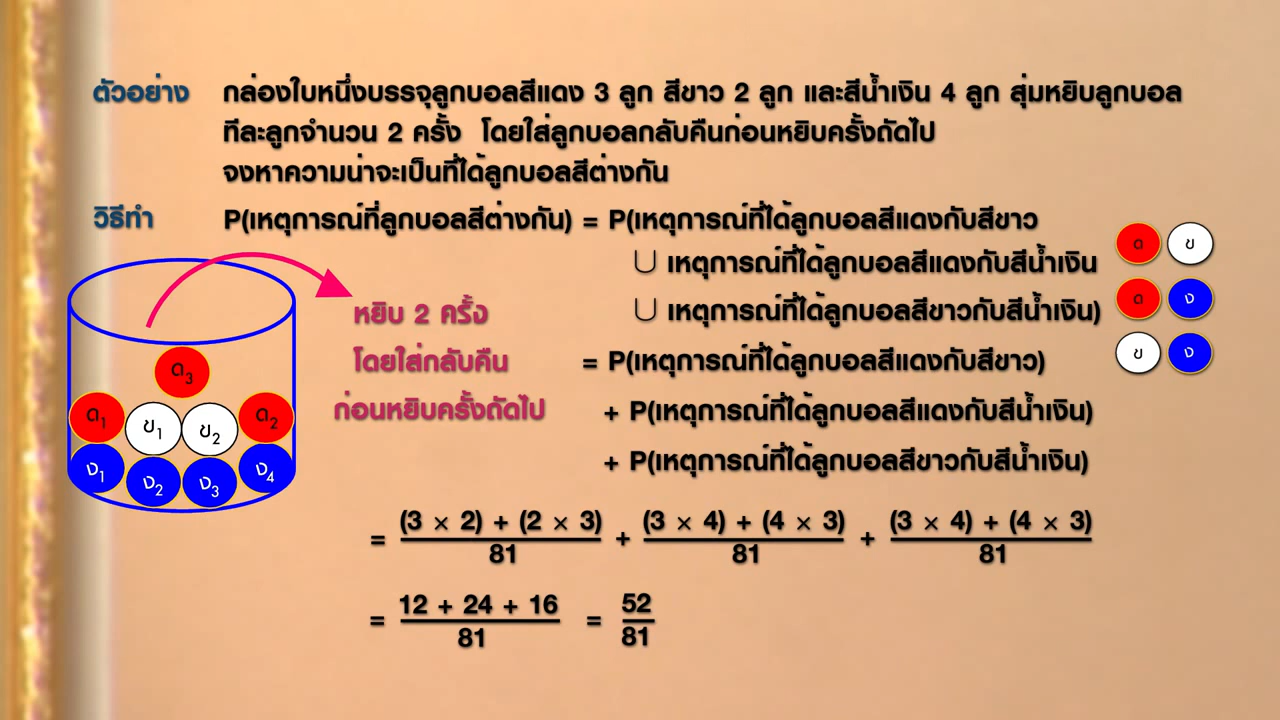 ตัวอย่าง กล่องใบหนึ่งบรรจุลูกบอลสีแดง 3 ลูก สีขาว 2 ลูก และสีน้ำเงิน 4 ลูก สุ่มหยิบลูกบอล
ทีละลูกจำนวน 2 ครั้ง โดยใส่ลูกบอลกลับคืนก่อนหยิบครั้งถัดไป
จงหาความน่าจะเป็นที่ได้ลูกบอลสีต่างกัน
วิธีทำ P(เหตุการณ์ที่ลูกบอลสีต่างกัน) = P(เหตุการณ์ที่ได้ลูกบอลสีแดงกับสีขาว
∪ เหตุการณ์ที่ได้ลูกบอลสีแดงกับสีน้ำเงิน
∪ เหตุการณ์ที่ได้ลูกบอลสีขาวกับสีน้ำเงิน)
= P(เหตุการณ์ที่ได้ลูกบอลสีแดงกับสีขาว)
+ P(เหตุการณ์ที่ได้ลูกบอลสีแดงกับสีน้ำเงิน)
+ P(เหตุการณ์ที่ได้ลูกบอลสีขาวกับสีน้ำเงิน)
ด ข
ด ง
ข ง
หยิบ 2 ครั้ง
โดยใส่กลับคืน
ก่อนหยิบครั้งถัดไป
ด₃
ด₁ ข₁ ข₂ ด₂
ง₁ ง₂ ง₃ ง₄
= (3 × 2) + (2 × 3) / 81 + (3 × 4) + (4 × 3) / 81 + (3 × 4) + (4 × 3) / 81
= 12 + 24 + 16 / 81 = 52 / 81